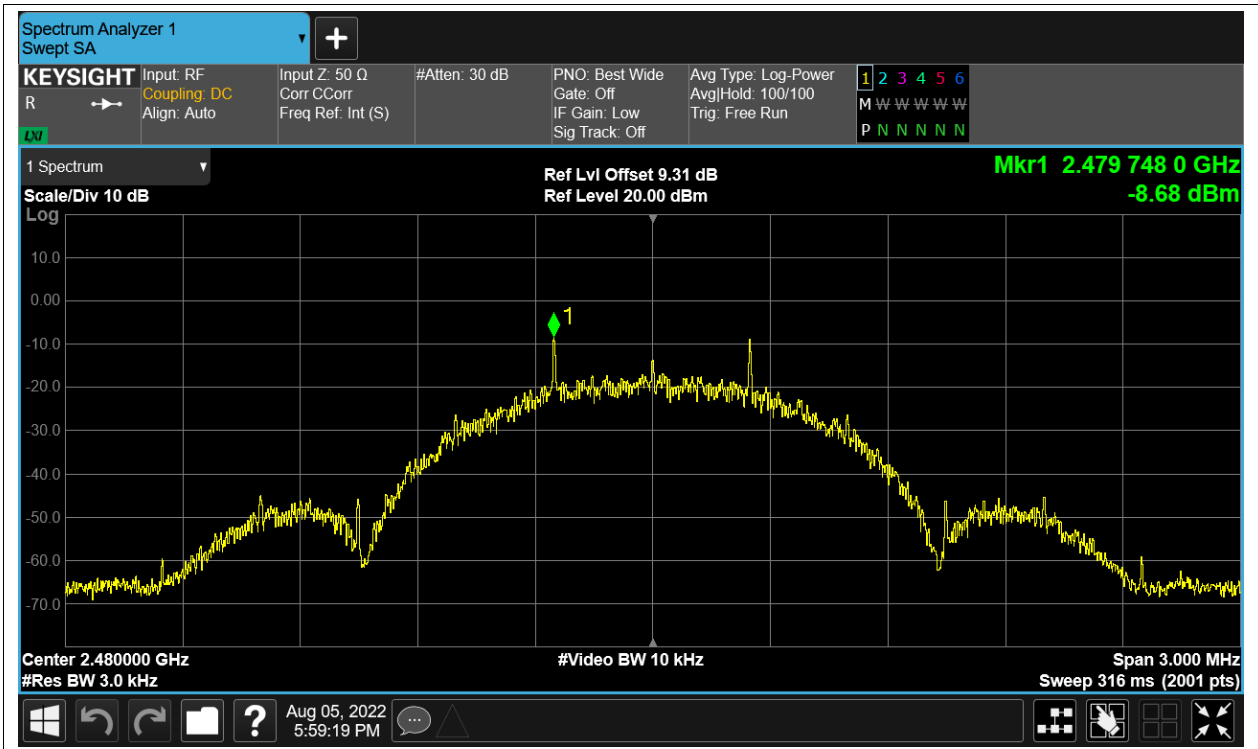 Spectrum Analyzer 1
Swept SA
KEYSIGHT
R
LXI
Input: RF
Coupling: DC
Align: Auto
Input Z: 50 Ω
Corr CCorr
Freq Ref: Int (S)
#Atten: 30 dB
PNO: Best Wide
Gate: Off
IF Gain: Low
Sig Track: Off
Avg Type: Log-Power
Avg|Hold: 100/100
Trig: Free Run
1 2 3 4 5 6
M W W W W W
P N N N N N
1 Spectrum
Scale/Div 10 dB
Log
Ref Lvl Offset 9.31 dB
Ref Level 20.00 dBm
Mkr1 2.479 748 0 GHz
-8.68 dBm
10.0
0.00
-10.0
-20.0
-30.0
-40.0
-50.0
-60.0
-70.0
1
Center 2.480000 GHz
#Res BW 3.0 kHz
#Video BW 10 kHz
Span 3.000 MHz
Sweep 316 ms (2001 pts)
?
Aug 05, 2022
5:59:19 PM